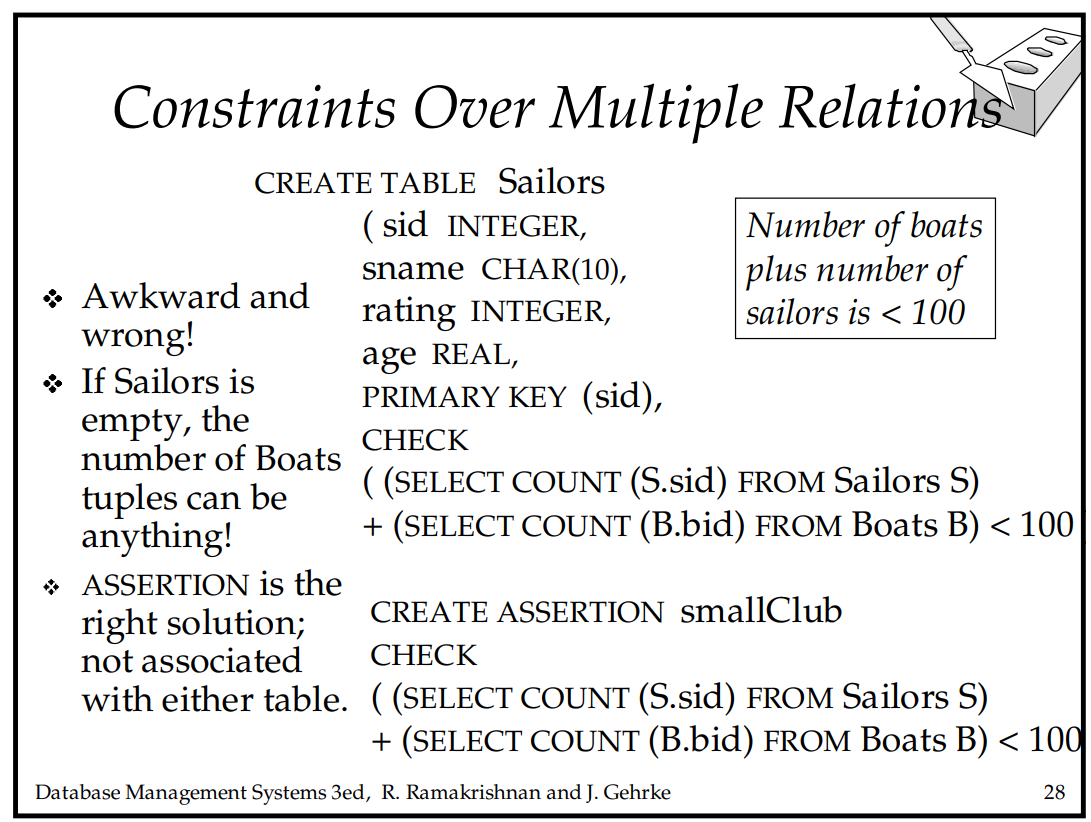 Constraints Over Multiple Relations
CREATE TABLE Sailors
( sid INTEGER,
sname CHAR(10),
rating INTEGER,
age REAL,
PRIMARY KEY (sid),
CHECK
( (SELECT COUNT (S.sid) FROM Sailors S)
+ (SELECT COUNT (B.bid) FROM Boats B) < 100
Number of boats
plus number of
sailors is < 100
❖ Awkward and
wrong!
❖ If Sailors is
empty, the
number of Boats
tuples can be
anything!
❖ ASSERTION is the
right solution;
not associated
with either table.
CREATE ASSERTION smallClub
CHECK
( (SELECT COUNT (S.sid) FROM Sailors S)
+ (SELECT COUNT (B.bid) FROM Boats B) < 100
Database Management Systems 3ed, R. Ramakrishnan and J. Gehrke
28